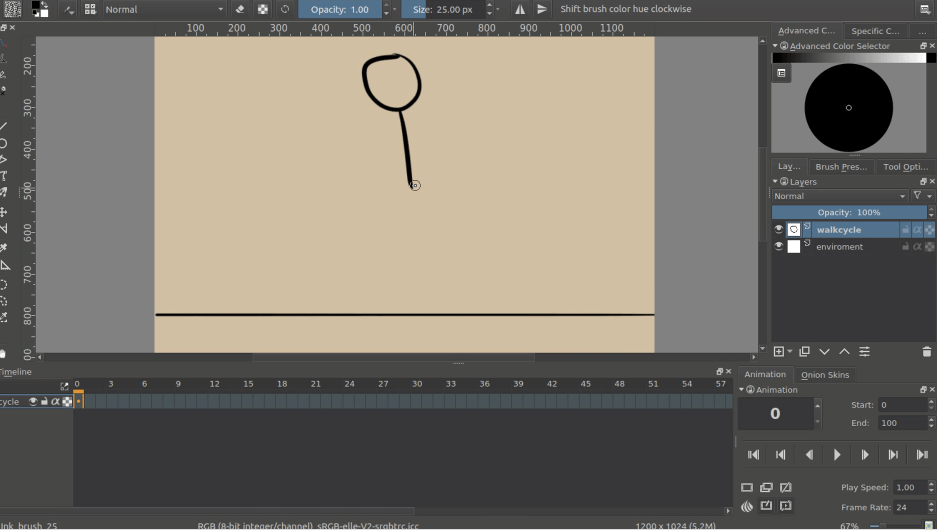 Normal Opacity: 1.00 Size: 25.00 px Shift brush color hue clockwise
100 200 300 400 500 600 700 800 900 1000 1100
200
300
400
500
600
700
800
00
Advanced C... Specific C... ...
Advanced Color Selector
Lay... Brush Pres... Tool Opti...
Layers
Normal
Opacity: 100%
walkcycle
enviroment
Timeline
0 3 6 9 12 15 18 21 24 27 30 33 36 39 42 45 48 51 54 57
cycle
Animation Onion Skins
Animation
0
Start: 0
End: 100
Play Speed: 1.00
Frame Rate: 24
Ink_brush_25 RGB (8-bit integer/channel) sRGB-elle-V2-srgbtrc.icc 1200 x 1024 (5.2M) 67%